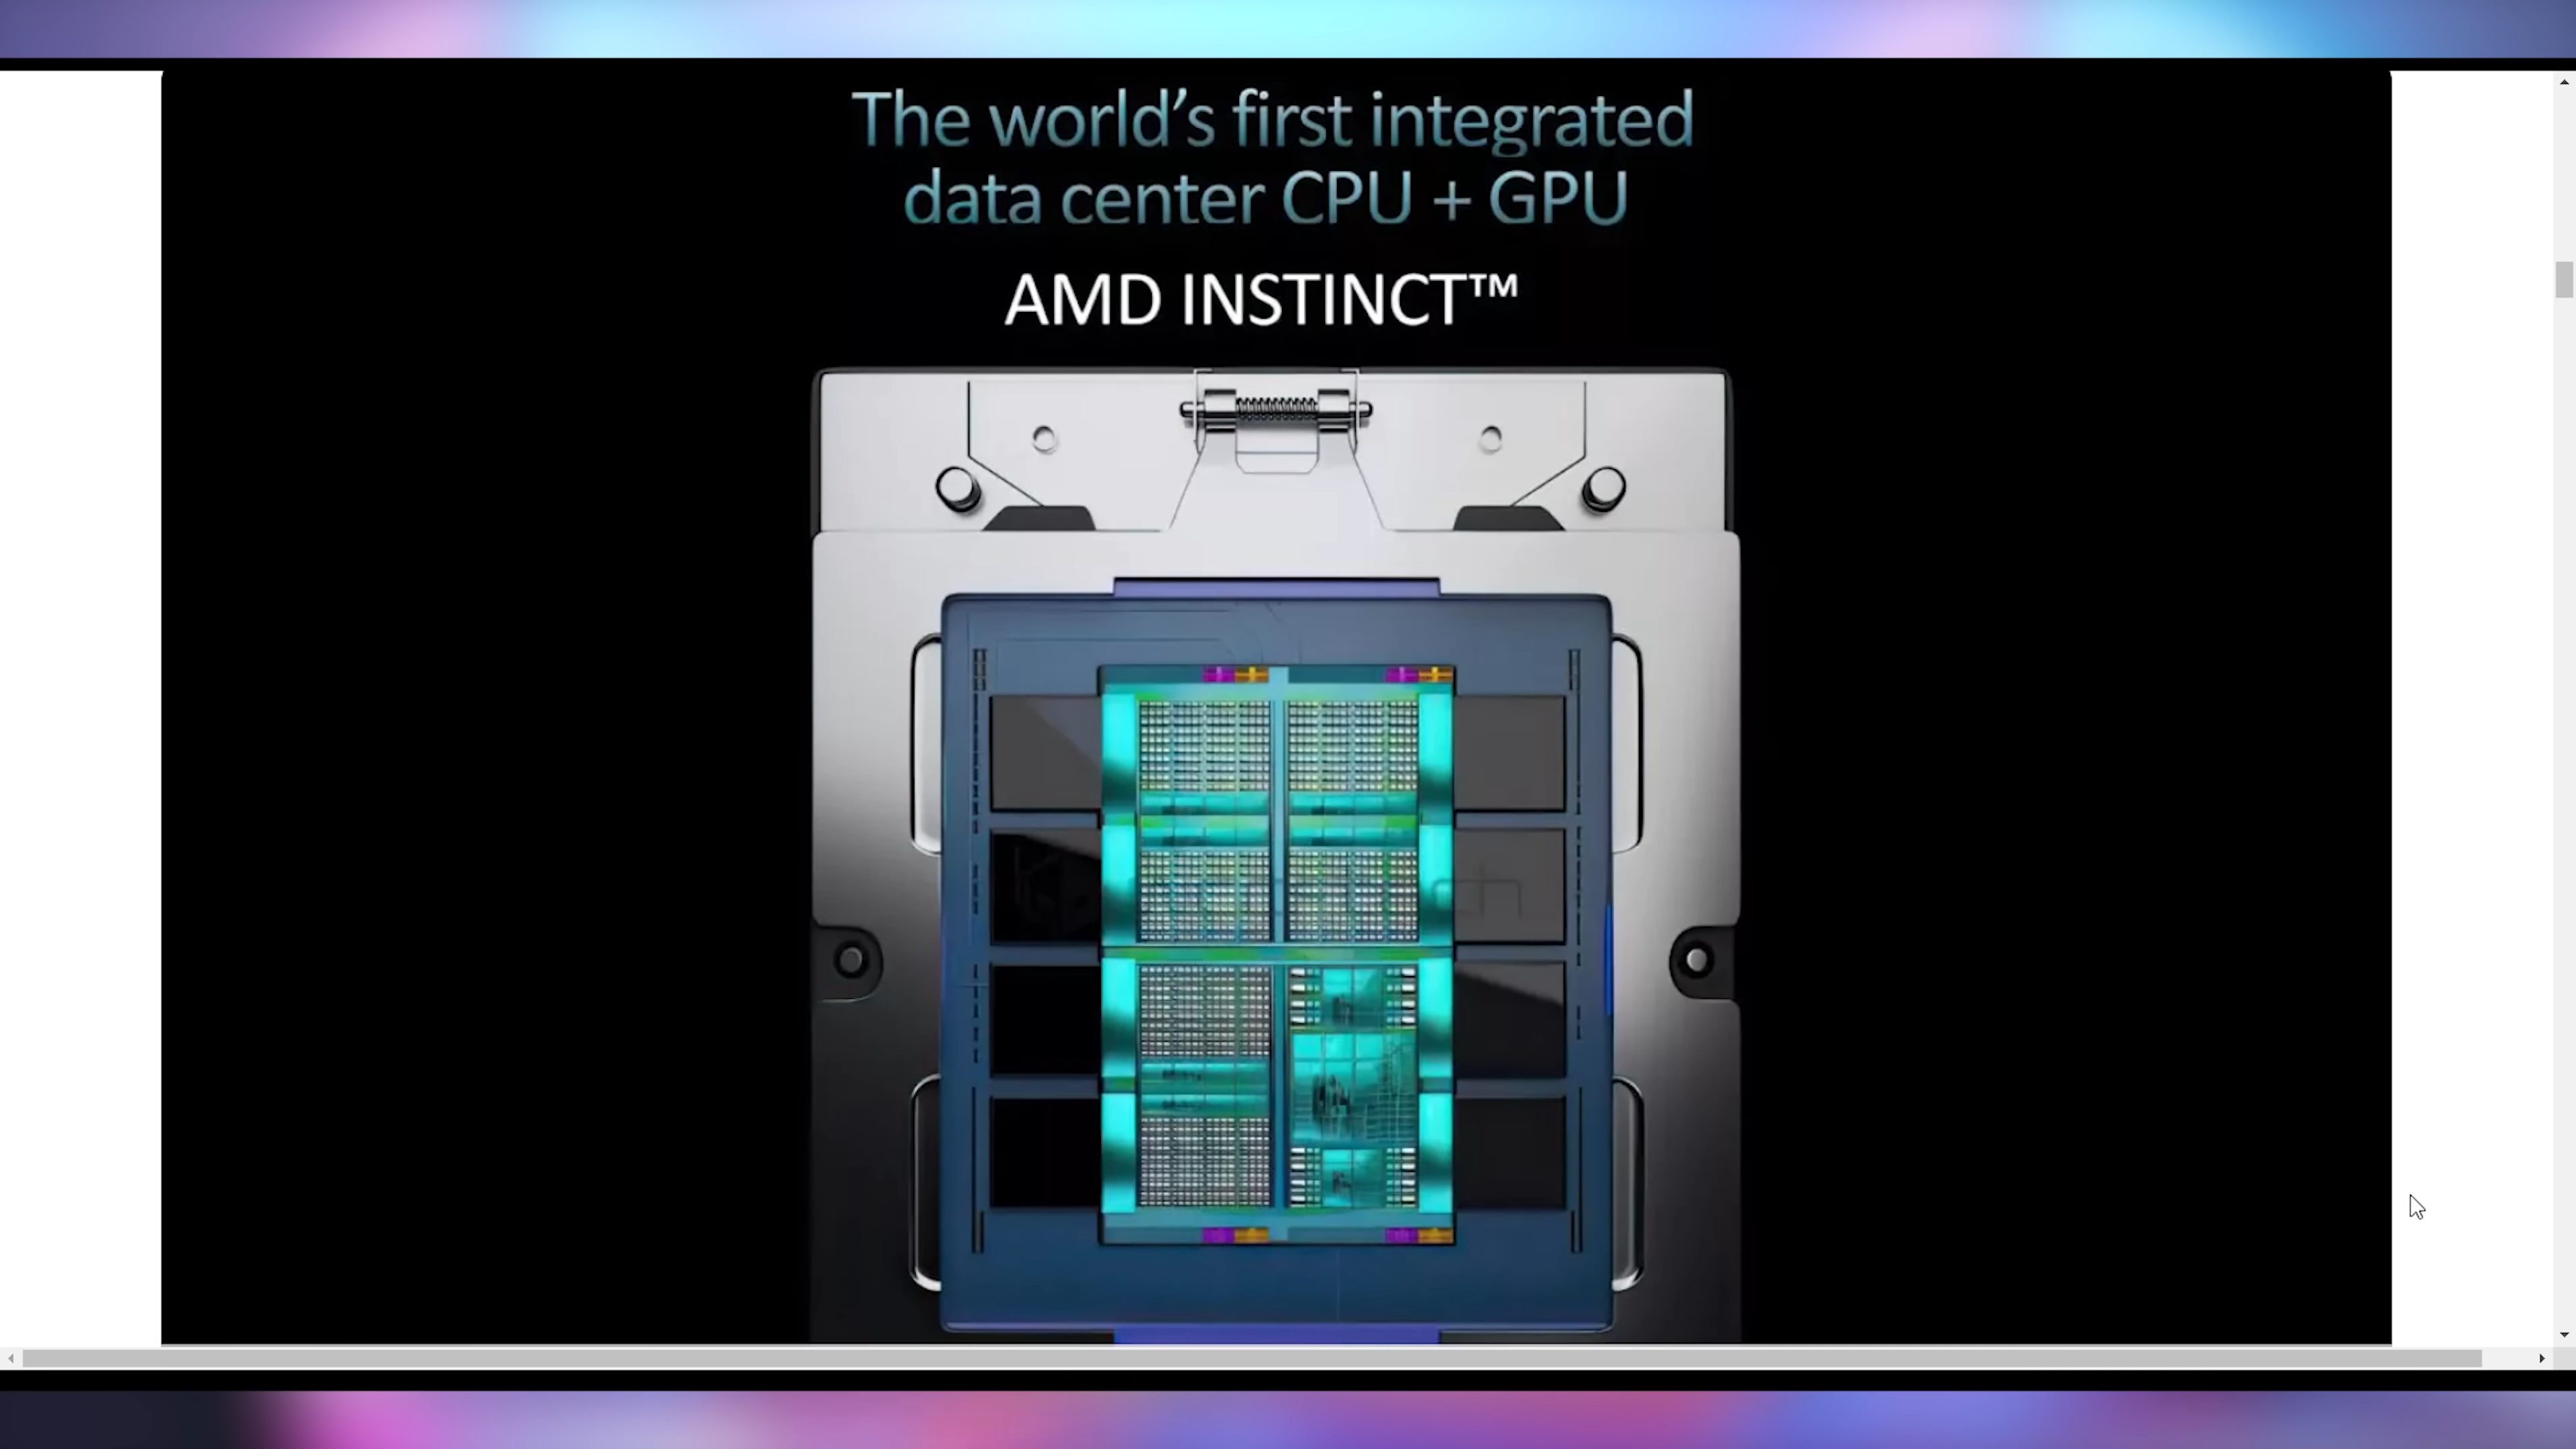 The world’s first integrated
data center CPU + GPU
AMD INSTINCT™